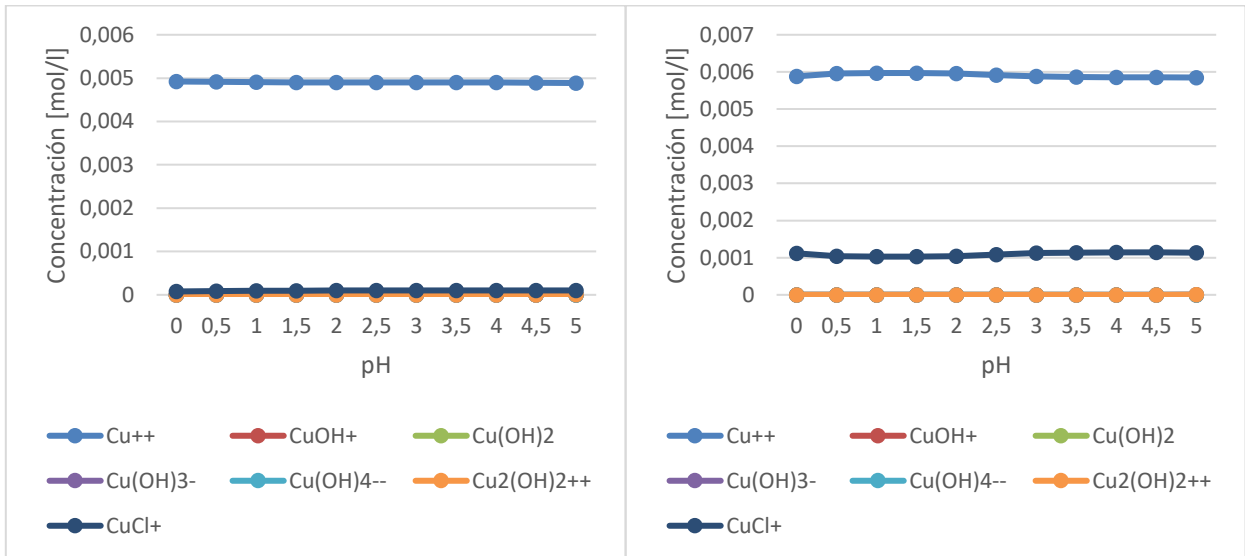 Concentración [mol/l]
0,006
0,005
0,004
0,003
0,002
0,001
0
0 0,5 1 1,5 2 2,5 3 3,5 4 4,5 5
pH
Cu++ CuOH+ Cu(OH)2
Cu(OH)3- Cu(OH)4-- Cu2(OH)2++
CuCl+
Concentración [mol/l]
0,007
0,006
0,005
0,004
0,003
0,002
0,001
0
0 0,5 1 1,5 2 2,5 3 3,5 4 4,5 5
pH
Cu++ CuOH+ Cu(OH)2
Cu(OH)3- Cu(OH)4-- Cu2(OH)2++
CuCl+